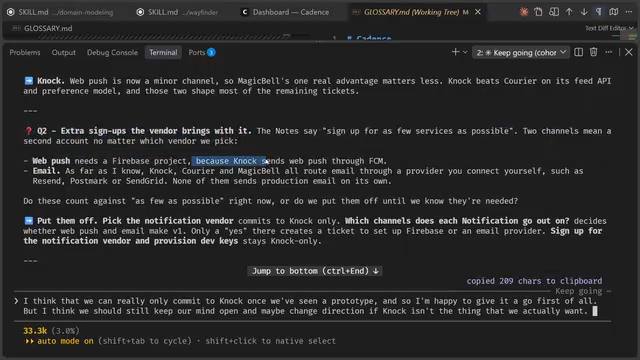 SKILL.md .../domain-modeling
SKILL.md .../wayfinder
Dashboard — Cadence
GLOSSARY.md (Working Tree)
GLOSSARY.md
Text Diff Editor
# Cadence
Problems
Output
Debug Console
Terminal
Ports 3
2: ✳ Keep going (cohor
➡ Knock. Web push is now a minor channel, so MagicBell's one real advantage matters less. Knock beats Courier on its feed API
and preference model, and those two shape most of the remaining tickets.
---
❓ Q2 - Extra sign-ups the vendor brings with it. The Notes say "sign up for as few services as possible". Two channels mean a
second account no matter which vendor we pick:
- Web push needs a Firebase project, because Knock sends web push through FCM.
- Email. As far as I know, Knock, Courier and MagicBell all route email through a provider you connect yourself, such as
Resend, Postmark or SendGrid. None of them sends production email on its own.
Do these count against "as few as possible" right now, or do we put them off until we know they're needed?
➡ Put them off. Pick the notification vendor commits to Knock only. Which channels does each Notification go out on? decides
whether web push and email make v1. Only a "yes" there creates a ticket to set up Firebase or an email provider. Sign up for
the notification vendor and provision dev keys stays Knock-only.
---
Jump to bottom (ctrl+End) ↓
copied 209 chars to clipboard
Keep going
❯ I think that we can really only commit to Knock once we've seen a prototype, and so I'm happy to give it a go first of all.
But I think we should still keep our mind open and maybe change direction if Knock isn't the thing that we actually want.
33.3k (3.0%)
⏵⏵ auto mode on (shift+tab to cycle) · shift+click to native select